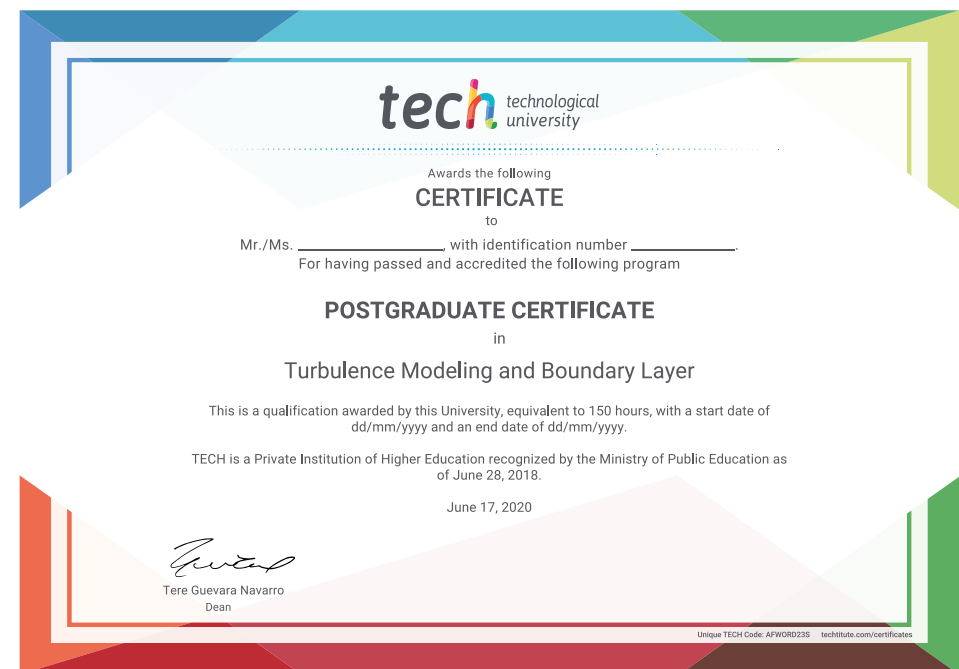 tech technological
university
Awards the following
CERTIFICATE
to
Mr./Ms. ____________________, with identification number ______________.
For having passed and accredited the following program
POSTGRADUATE CERTIFICATE
in
Turbulence Modeling and Boundary Layer
This is a qualification awarded by this University, equivalent to 150 hours, with a start date of
dd/mm/yyyy and an end date of dd/mm/yyyy.
TECH is a Private Institution of Higher Education recognized by the Ministry of Public Education as
of June 28, 2018.
June 17, 2020
Tere Guevara Navarro
Dean
Unique TECH Code: AFWORD23S techtitute.com/certificates